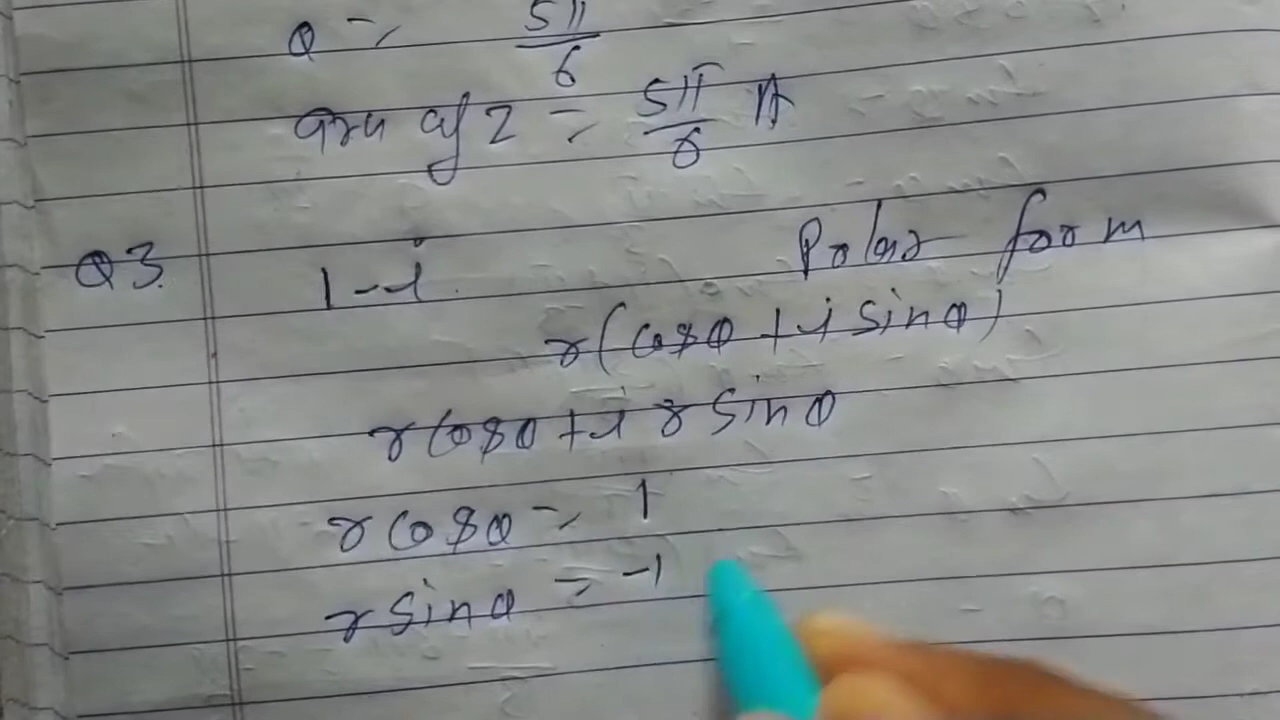 θ = 5π/6
arg of z = 5π/6 A
Q3. 1-i Polar form
r(cosθ + i sinθ)
r cosθ + i r sinθ
r cosθ = 1
r sinθ = -1